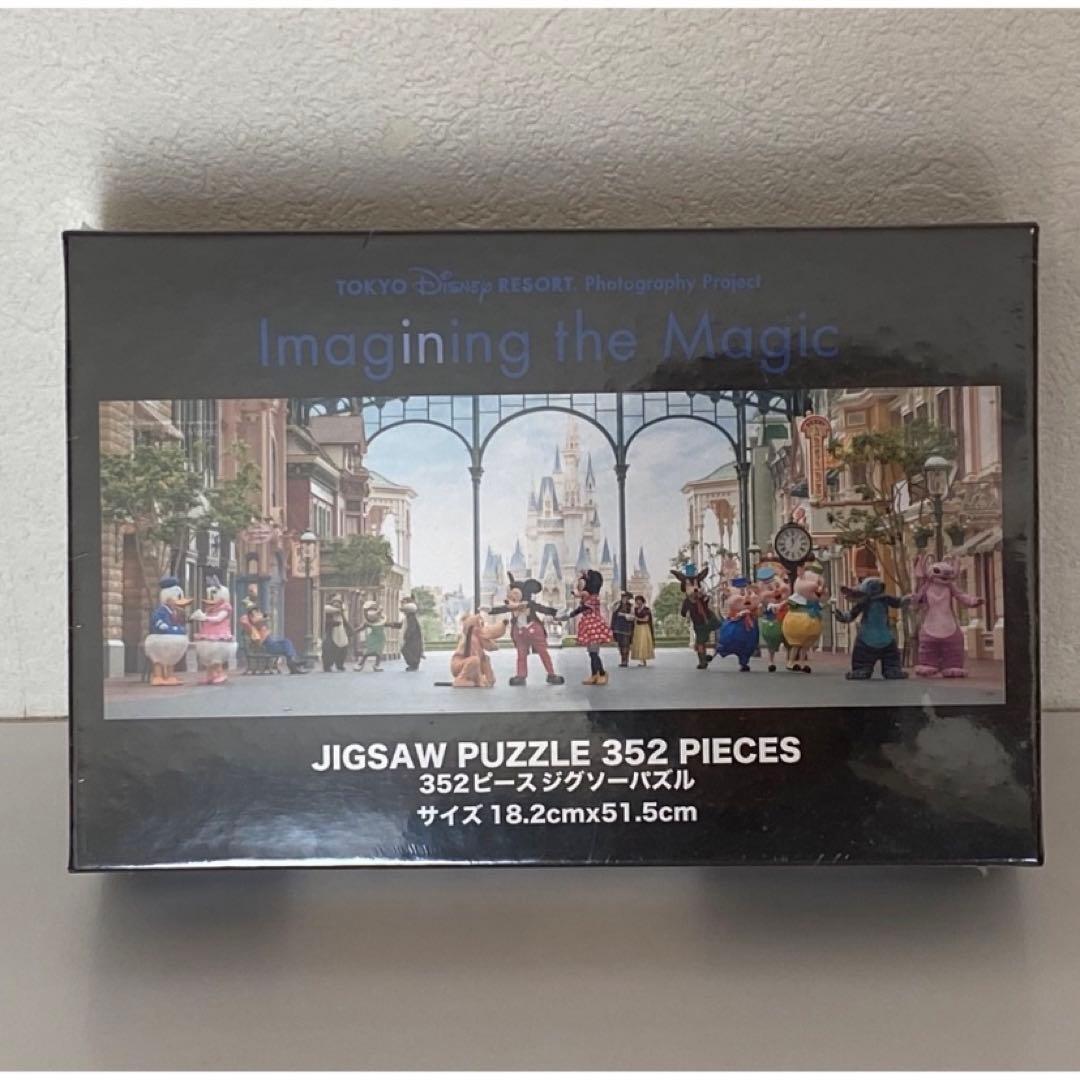 TOKYO Disney RESORT Photography Project
Imagining the Magic
JIGSAW PUZZLE 352 PIECES
352ピース ジグソーパズル
サイズ 18.2cmx51.5cm